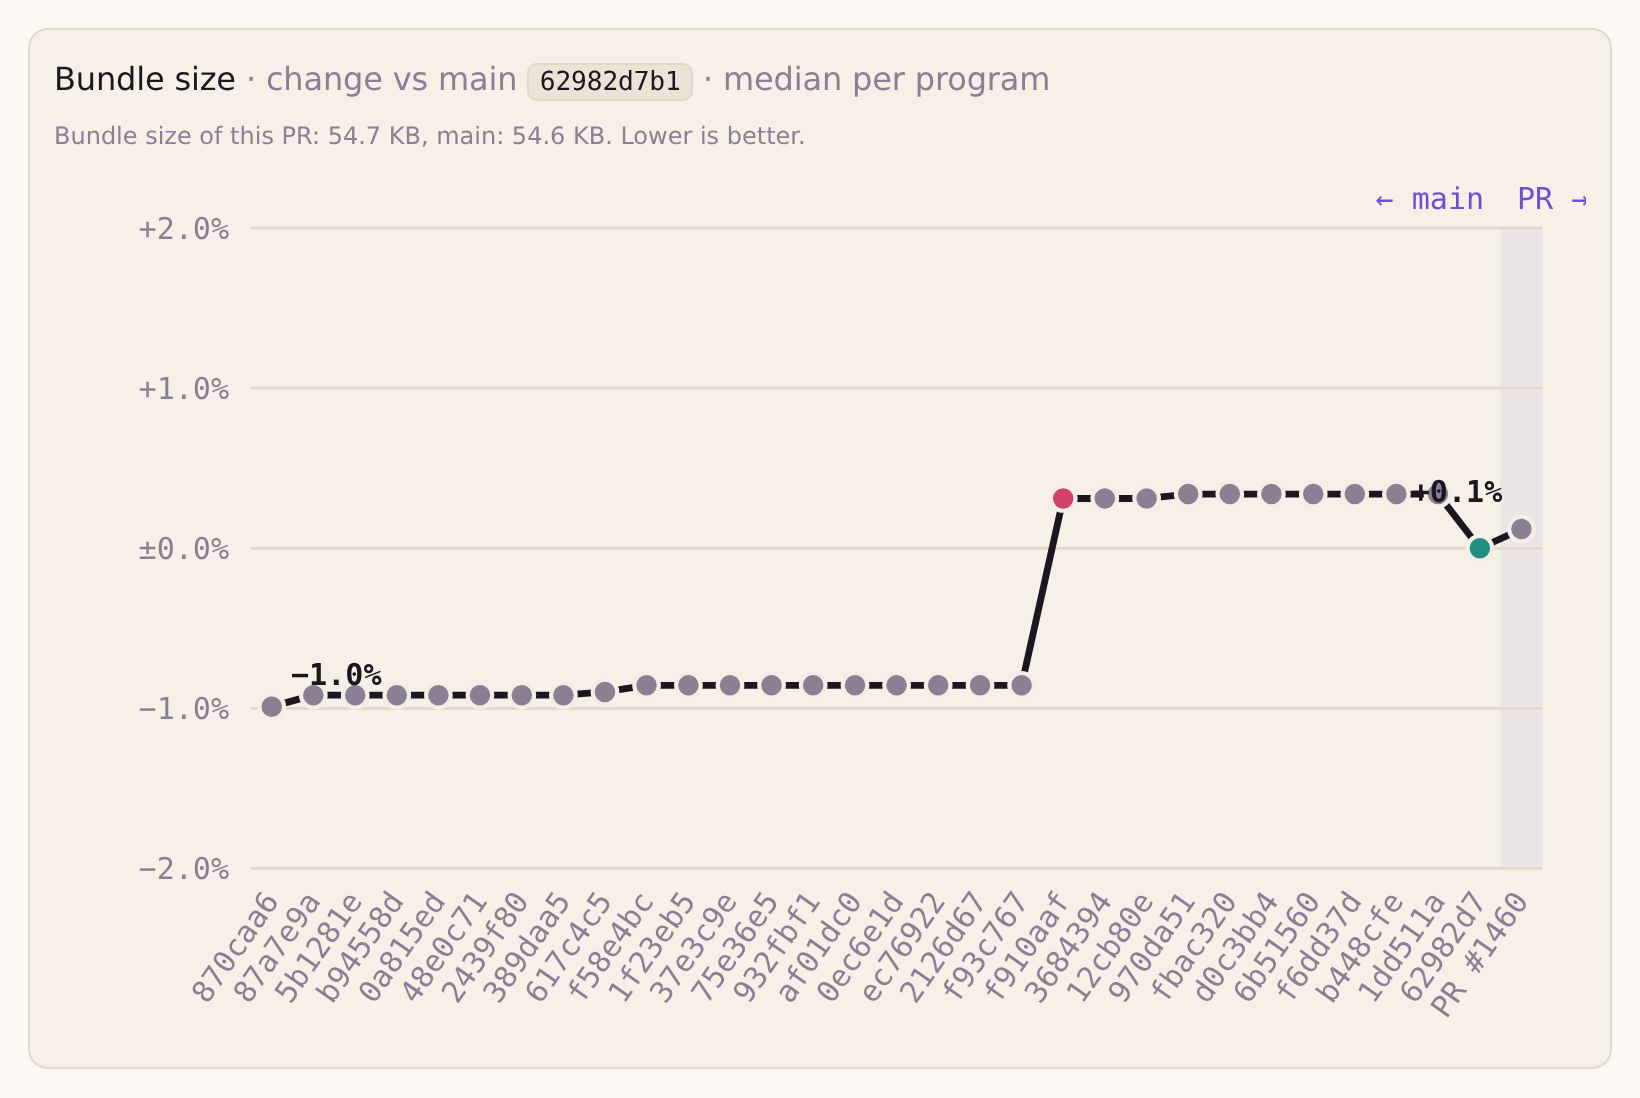 Bundle size · change vs main 62982d7b1 · median per program
Bundle size of this PR: 54.7 KB, main: 54.6 KB. Lower is better.
← main PR →
+2.0%
+1.0%
±0.0%
−1.0%
−2.0%
−1.0%
+0.1%
870caa6
87a7e9a
5b1281e
b94558d
0a815ed
48e0c71
2439f80
389daa5
617c4c5
f58e4bc
1f23eb5
37e3c9e
75e36e5
932fbf1
af01dc0
0ec6e1d
ec76922
2126d67
f93c767
f910aaf
3684394
12cb80e
970da51
fbac320
d0c3bb4
6b51560
f6dd37d
b448cfe
1dd511a
62982d7
PR #1460